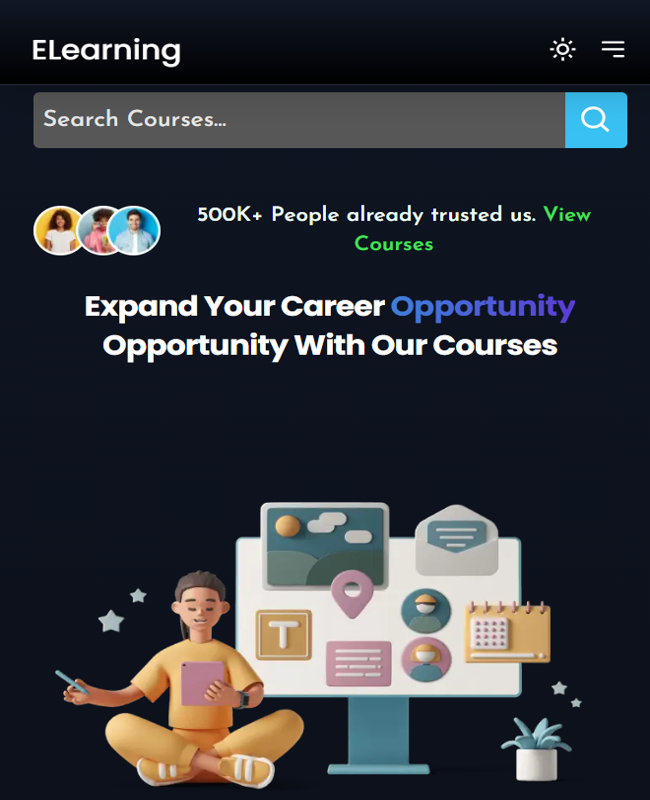 ELearning
Search Courses...
500K+ People already trusted us. View
Courses
Expand Your Career Opportunity
Opportunity With Our Courses
T